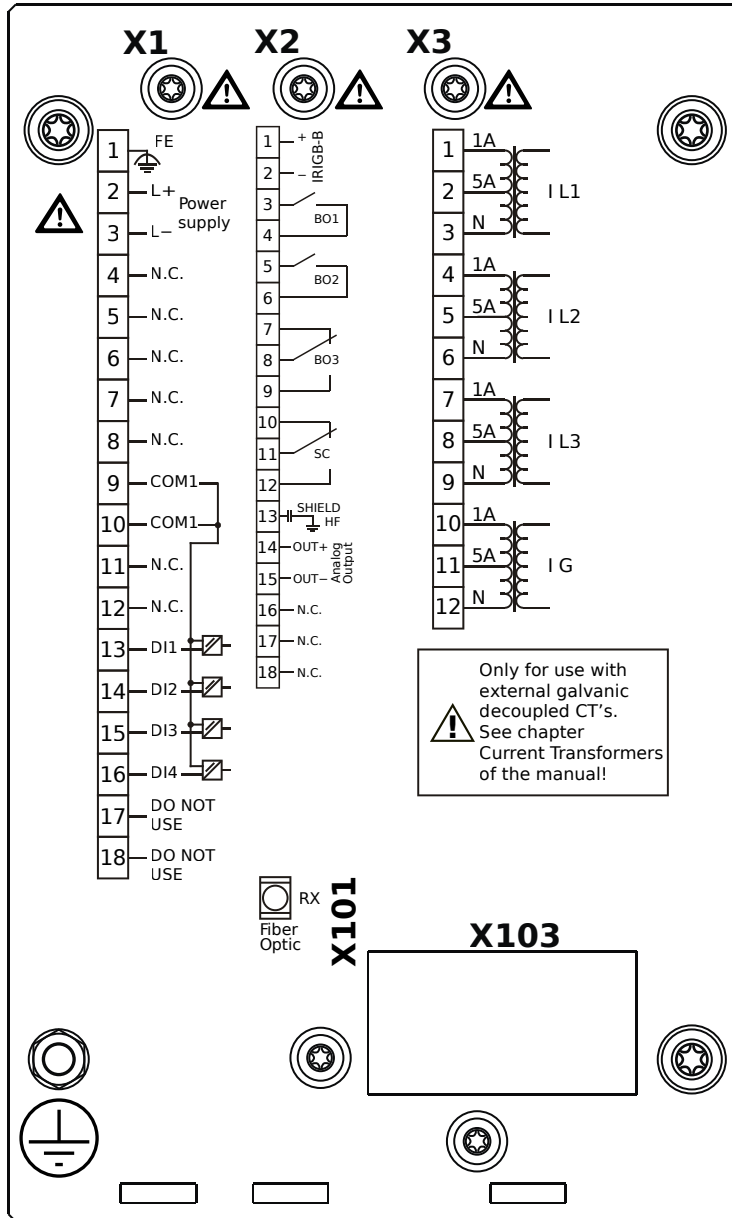 X1
X2
X3
1 FE
2 L+
3 L−
Power
supply
4 N.C.
5 N.C.
6 N.C.
7 N.C.
8 N.C.
9 COM1
10 COM1
11 N.C.
12 N.C.
13 DI1
14 DI2
15 DI3
16 DI4
17 DO NOT
USE
18 DO NOT
USE
1 +
2 −
IRIGB-B
3
4
BO1
5
6
BO2
7
8
9
BO3
10
11
12
SC
13 SHIELD
HF
14 OUT+
15 OUT−
Analog
Output
16 N.C.
17 N.C.
18 N.C.
1 1A
2 5A
3 N
I L1
4 1A
5 5A
6 N
I L2
7 1A
8 5A
9 N
I L3
10 1A
11 5A
12 N
I G
!
!
!
!
!
Only for use with
external galvanic
decoupled CT's.
See chapter
Current Transformers
of the manual!
RX
Fiber
Optic
X101
X103